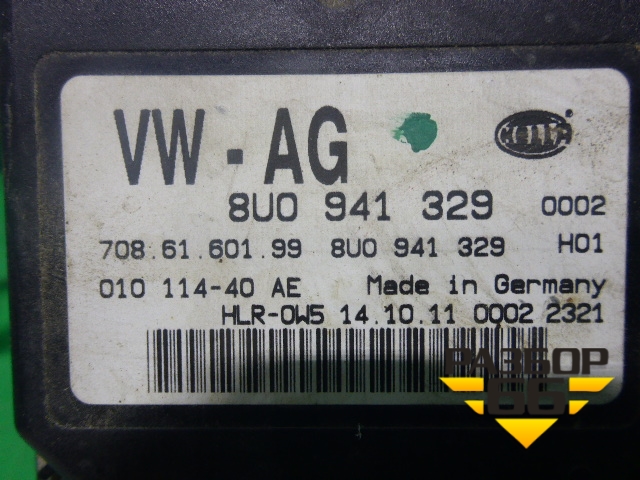 VW - AG
HELLA ®
8U0 941 329 0002
708.61.601.99 8U0 941 329 H01
010 114-40 AE Made in Germany
HLR-0W5 14.10.11 0002 2321
РАЗБОР
66